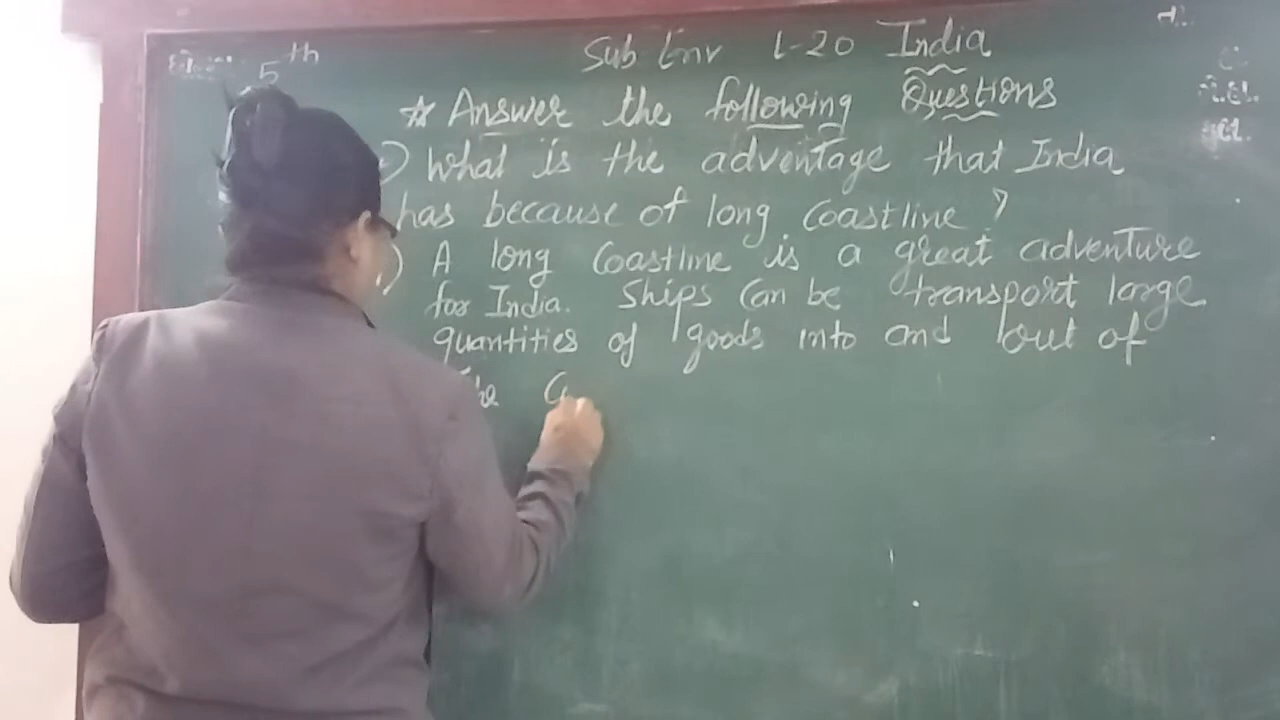 5th
Sub Env L-20 India
* Answer the following Questions
) What is the adventage that India
has because of long coastline ?
) A long Coastline is a great adventure
for India. Ships Can be transport large
quantities of goods into and out of
the